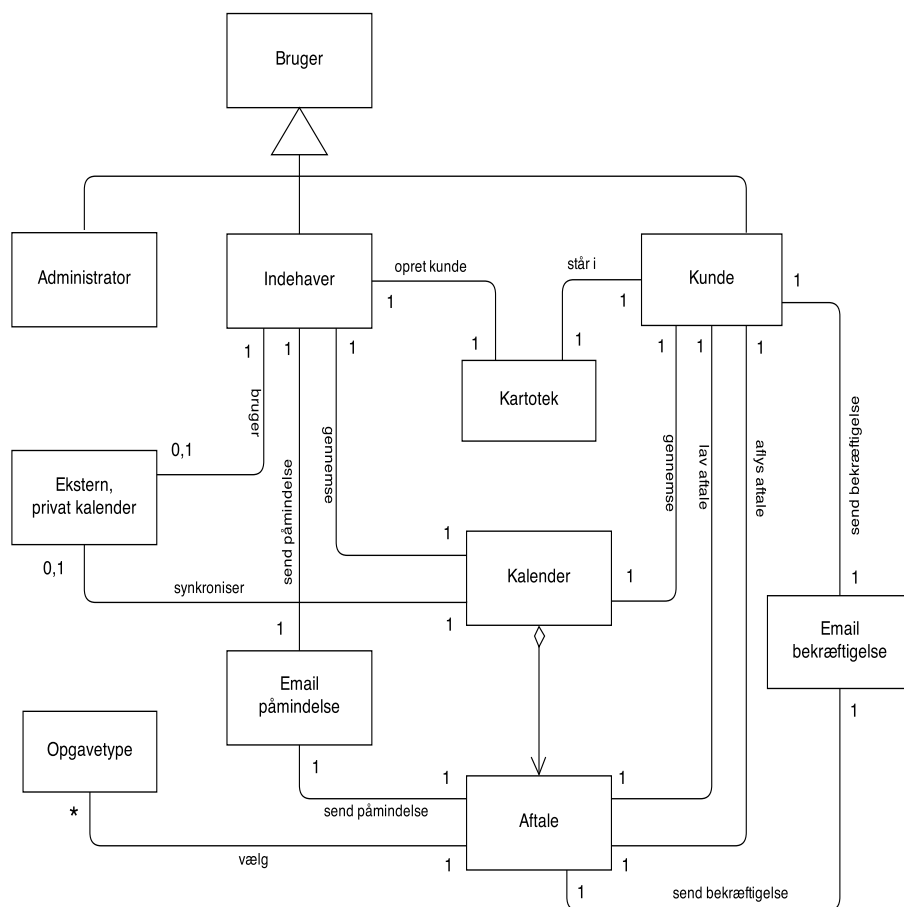 Bruger
Administrator
Indehaver
opret kunde
står i
Kunde
1
1
1
1
1
1
1
1
1
1
1
1
Kartotek
bruger
send påmindelse
gennemse
gennemse
lav aftale
aflys aftale
send bekræftigelse
0,1
Ekstern,
privat kalender
0,1
synkroniser
1
Kalender
1
1
1
1
Email
bekræftigelse
1
Email
påmindelse
1
Opgavetype
*
vælg
1
send påmindelse
1
Aftale
1
1
1
1
send bekræftigelse